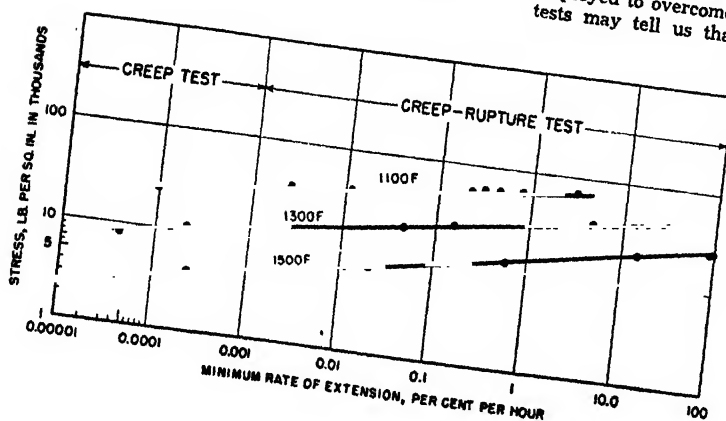 to overcome
tests may tell us tha
STRESS, LB. PER SQ. IN. IN THOUSANDS
100
10
5
1
CREEP TEST
CREEP-RUPTURE TEST
1100F
1300F
1500F
0.00001
0.0001
0.001
0.01
0.1
1
10.0
100
MINIMUM RATE OF EXTENSION, PER CENT PER HOUR